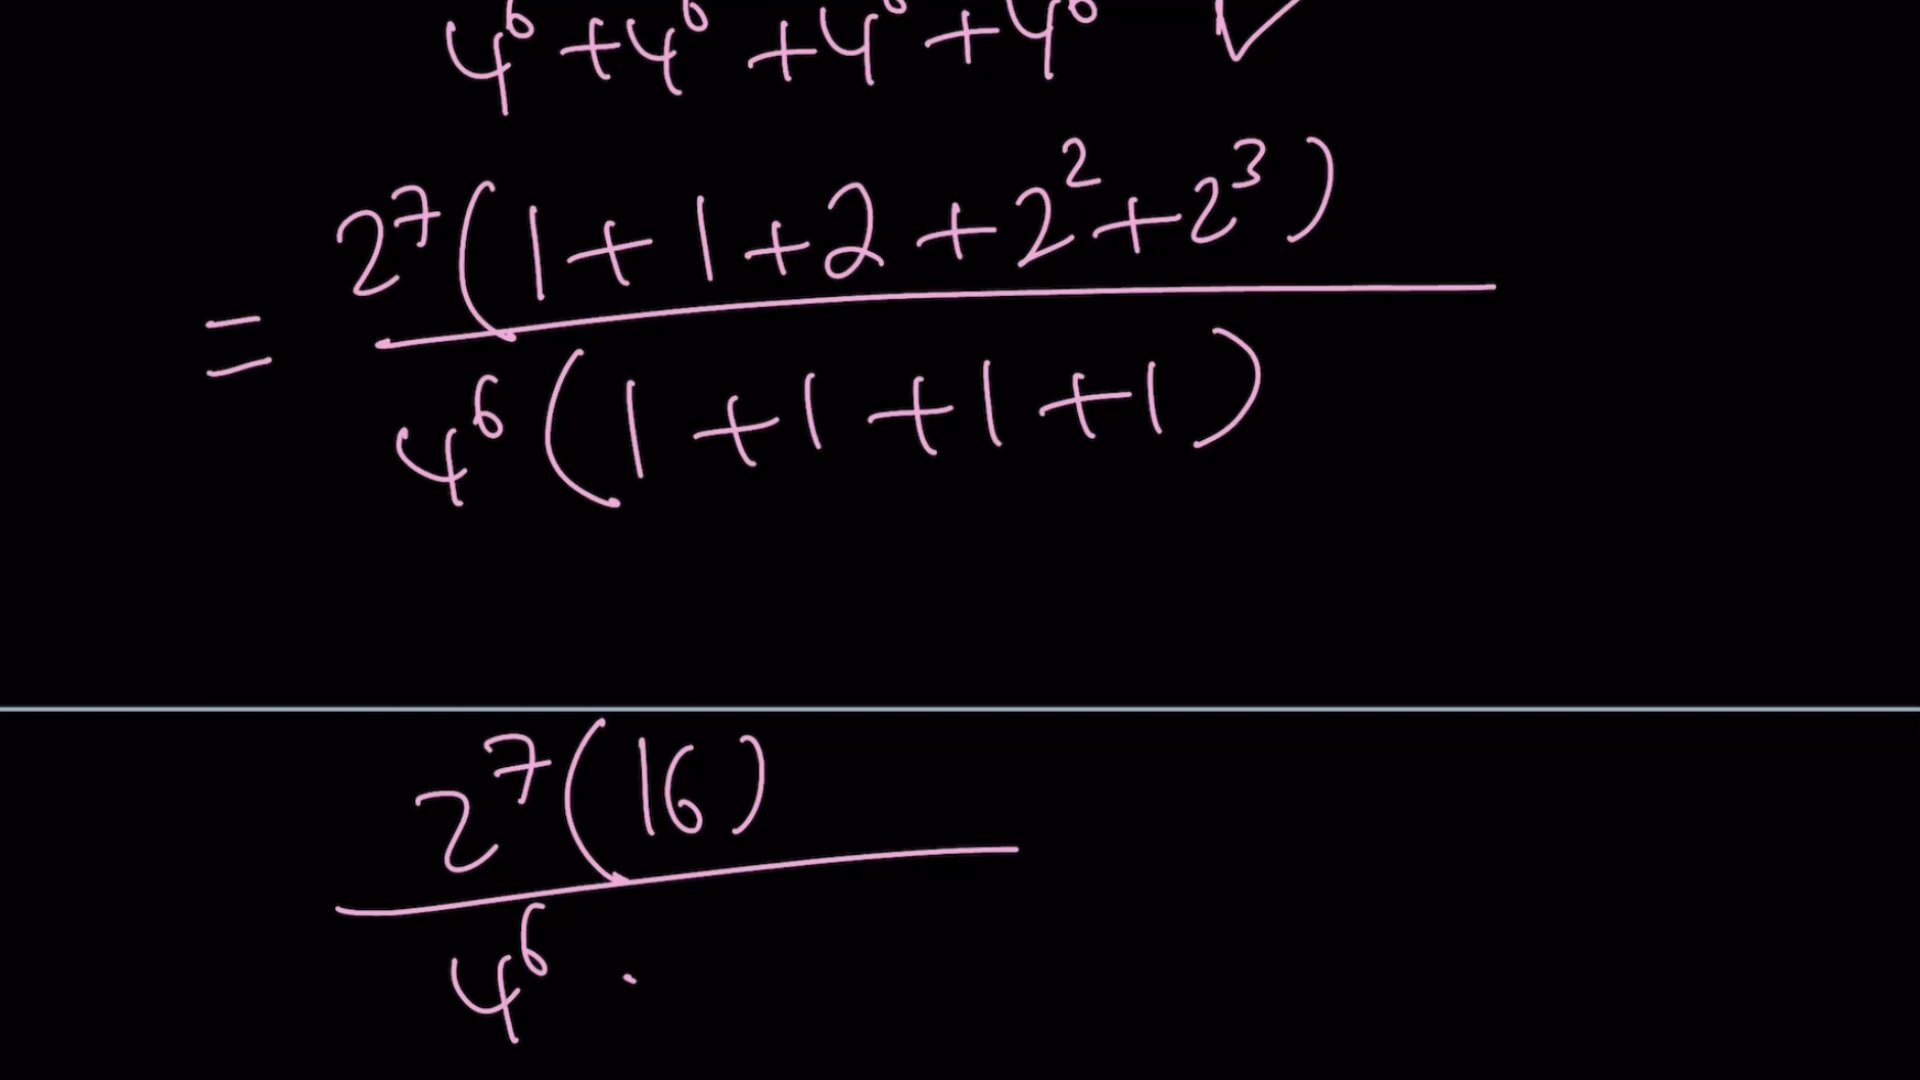 4⁶ + 4⁶ + 4⁶ + 4⁶ ✓
= 2⁷(1 + 1 + 2 + 2² + 2³)
4⁶(1 + 1 + 1 + 1)
2⁷(16)
4⁶ ·